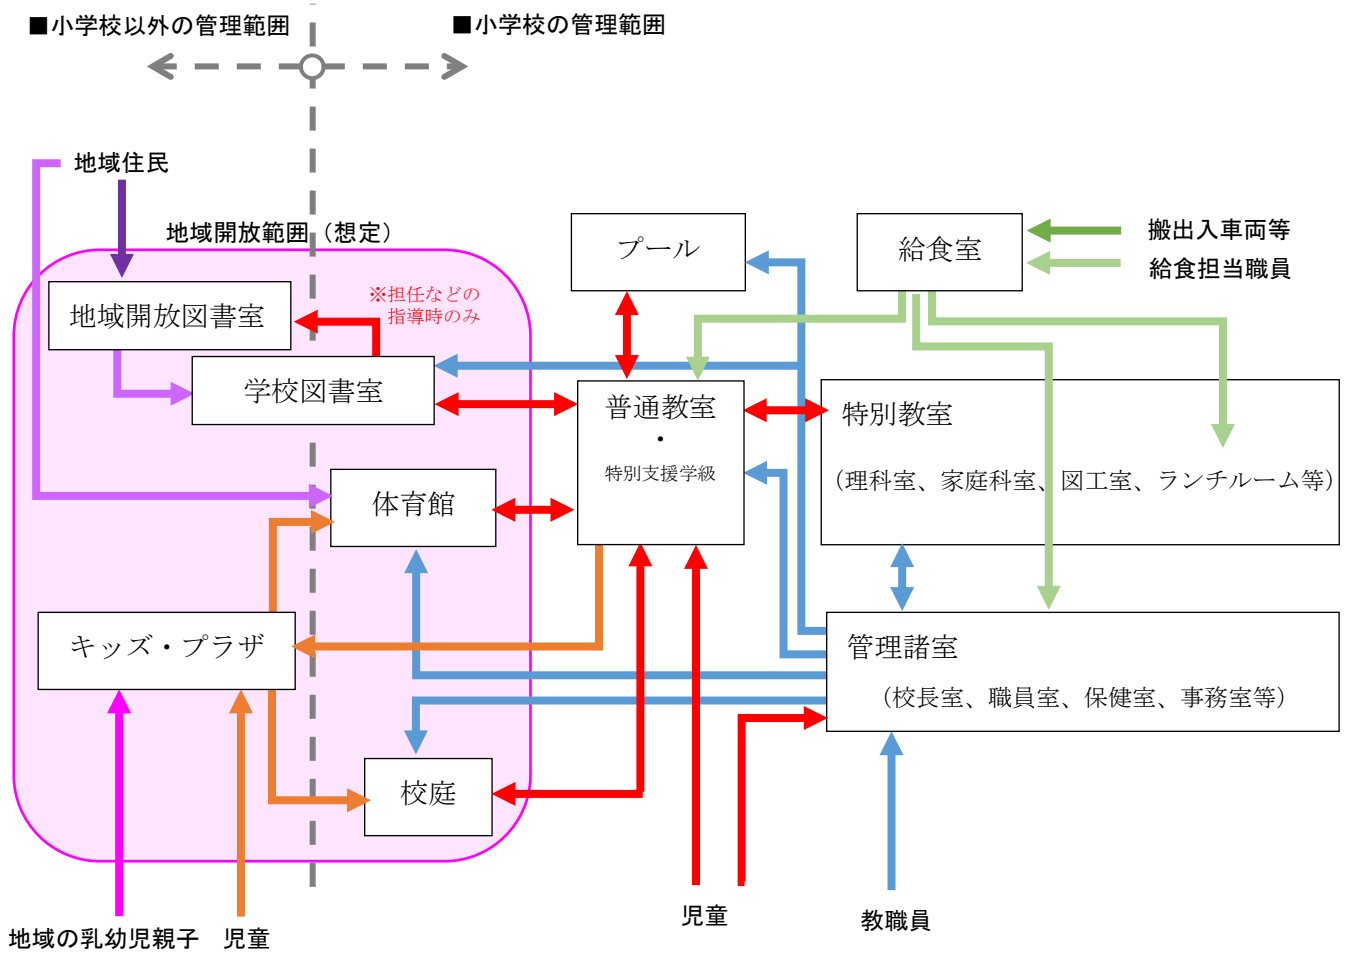 ■小学校以外の管理範囲
■小学校の管理範囲
地域住民
地域開放範囲（想定）
プール
給食室
搬出入車両等
給食担当職員
地域開放図書室
※担任などの
指導時のみ
学校図書室
普通教室
・
特別支援学級
特別教室
（理科室、家庭科室、図工室、ランチルーム等）
体育館
キッズ・プラザ
管理諸室
（校長室、職員室、保健室、事務室等）
校庭
地域の乳幼児親子
児童
児童
教職員